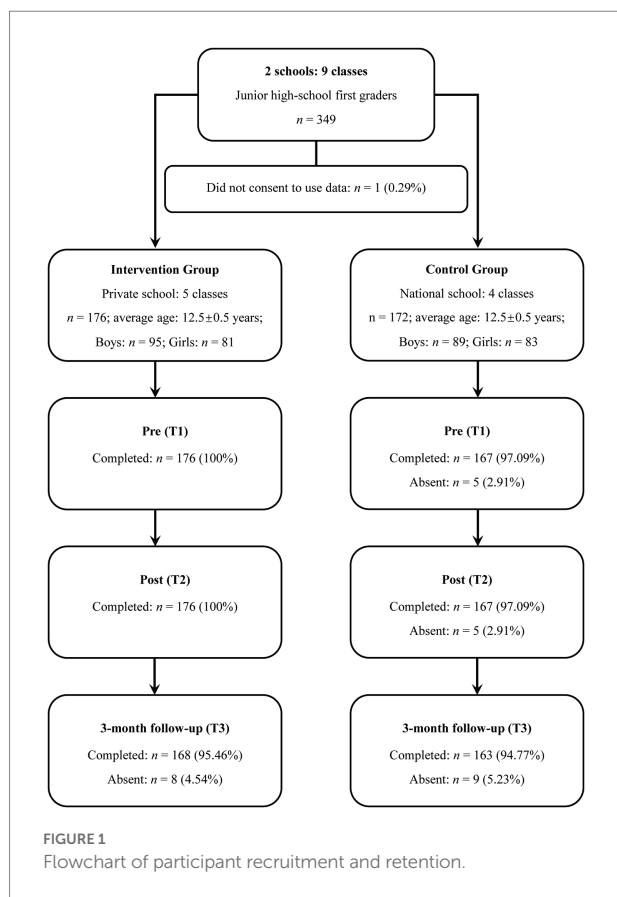 2 schools: 9 classes
Junior high-school first graders
n = 349
Did not consent to use data: n = 1 (0.29%)
Intervention Group
Private school: 5 classes
n = 176; average age: 12.5±0.5 years;
Boys: n = 95; Girls: n = 81
Control Group
National school: 4 classes
n = 172; average age: 12.5±0.5 years;
Boys: n = 89; Girls: n = 83
Pre (T1)
Completed: n = 176 (100%)
Pre (T1)
Completed: n = 167 (97.09%)
Absent: n = 5 (2.91%)
Post (T2)
Completed: n = 176 (100%)
Post (T2)
Completed: n = 167 (97.09%)
Absent: n = 5 (2.91%)
3-month follow-up (T3)
Completed: n = 168 (95.46%)
Absent: n = 8 (4.54%)
3-month follow-up (T3)
Completed: n = 163 (94.77%)
Absent: n = 9 (5.23%)
FIGURE 1
Flowchart of participant recruitment and retention.